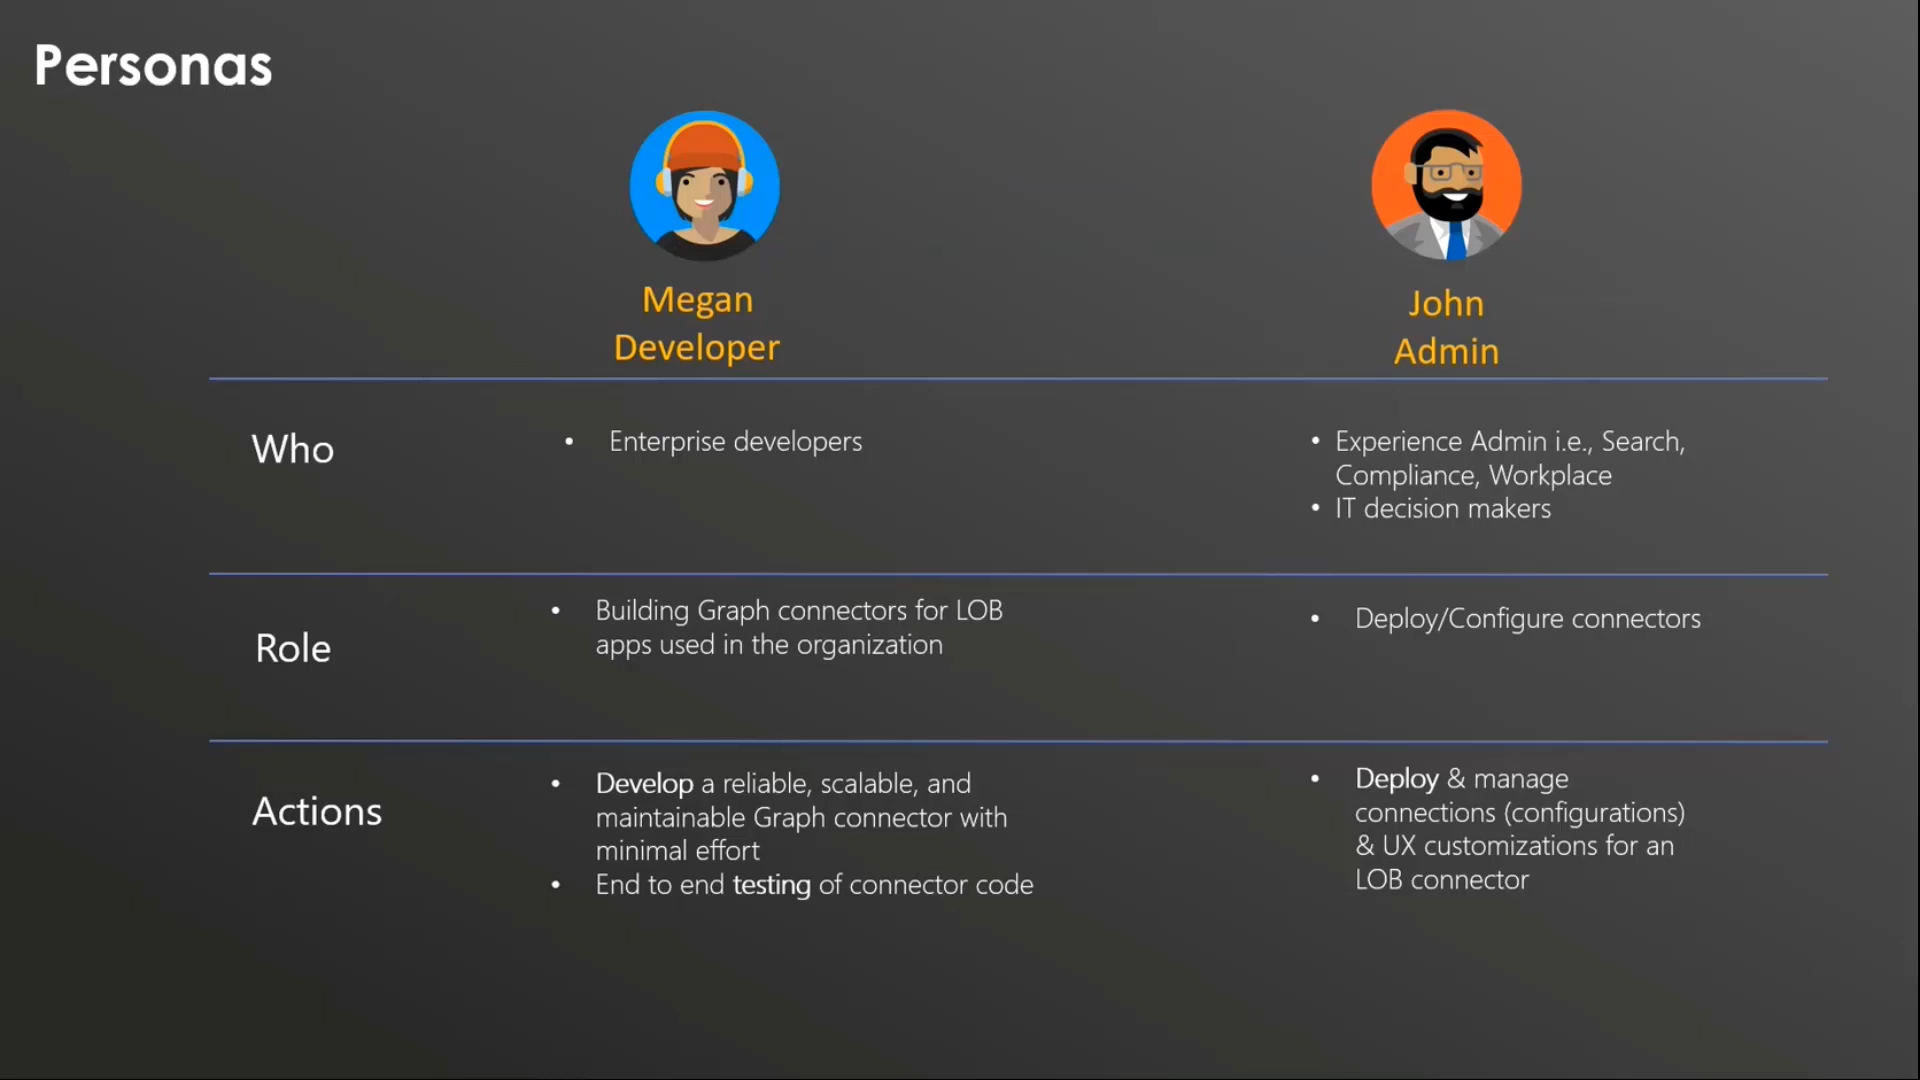 Personas
Megan
Developer
John
Admin
Who
• Enterprise developers
• Experience Admin i.e., Search,
Compliance, Workplace
• IT decision makers
Role
• Building Graph connectors for LOB
apps used in the organization
• Deploy/Configure connectors
Actions
• Develop a reliable, scalable, and
maintainable Graph connector with
minimal effort
• End to end testing of connector code
• Deploy & manage
connections (configurations)
& UX customizations for an
LOB connector